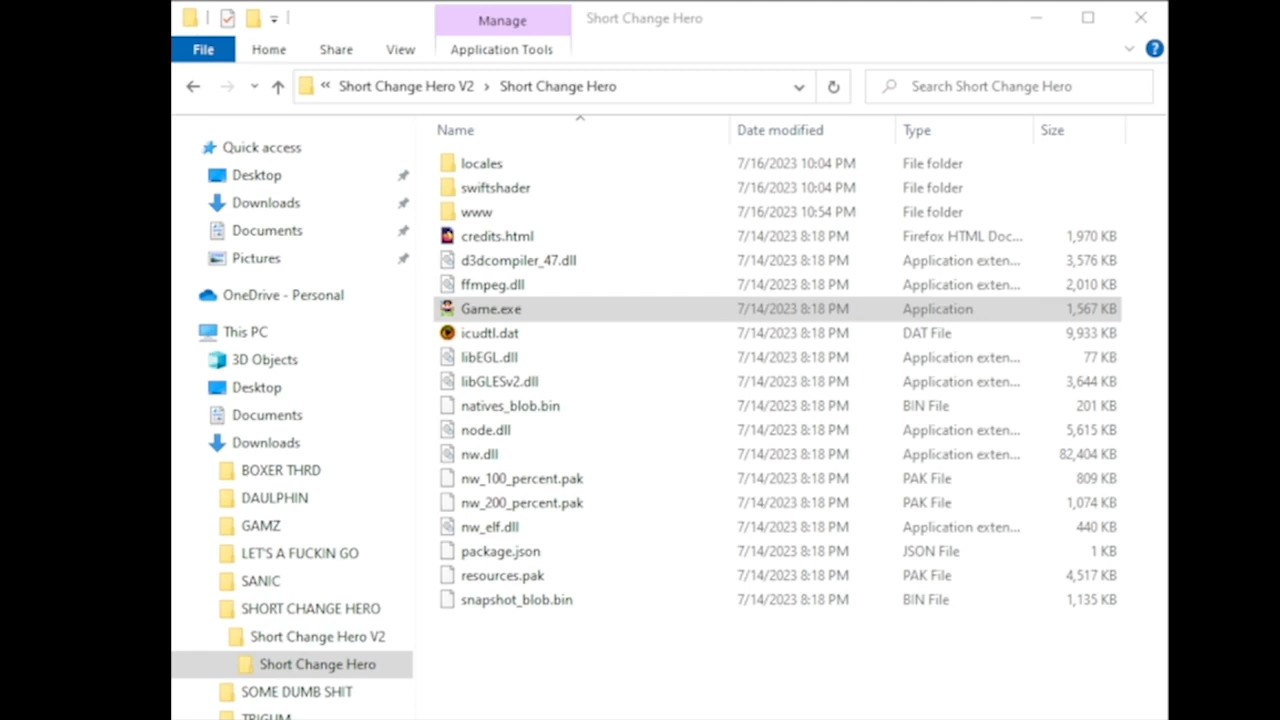 Manage Short Change Hero
File Home Share View Application Tools ?
« Short Change Hero V2 > Short Change Hero Search Short Change Hero
Name Date modified Type Size
Quick access
Desktop
Downloads
Documents
Pictures
OneDrive - Personal
This PC
3D Objects
Desktop
Documents
Downloads
BOXER THRD
DAULPHIN
GAMZ
LET'S A FUCKIN GO
SANIC
SHORT CHANGE HERO
Short Change Hero V2
Short Change Hero
SOME DUMB SHIT
TRIGUM
locales 7/16/2023 10:04 PM File folder
swiftshader 7/16/2023 10:04 PM File folder
www 7/16/2023 10:54 PM File folder
credits.html 7/14/2023 8:18 PM Firefox HTML Doc... 1,970 KB
d3dcompiler_47.dll 7/14/2023 8:18 PM Application exten... 3,576 KB
ffmpeg.dll 7/14/2023 8:18 PM Application exten... 2,010 KB
Game.exe 7/14/2023 8:18 PM Application 1,567 KB
icudtl.dat 7/14/2023 8:18 PM DAT File 9,933 KB
libEGL.dll 7/14/2023 8:18 PM Application exten... 77 KB
libGLESv2.dll 7/14/2023 8:18 PM Application exten... 3,644 KB
natives_blob.bin 7/14/2023 8:18 PM BIN File 201 KB
node.dll 7/14/2023 8:18 PM Application exten... 5,615 KB
nw.dll 7/14/2023 8:18 PM Application exten... 82,404 KB
nw_100_percent.pak 7/14/2023 8:18 PM PAK File 809 KB
nw_200_percent.pak 7/14/2023 8:18 PM PAK File 1,074 KB
nw_elf.dll 7/14/2023 8:18 PM Application exten... 440 KB
package.json 7/14/2023 8:18 PM JSON File 1 KB
resources.pak 7/14/2023 8:18 PM PAK File 4,517 KB
snapshot_blob.bin 7/14/2023 8:18 PM BIN File 1,135 KB